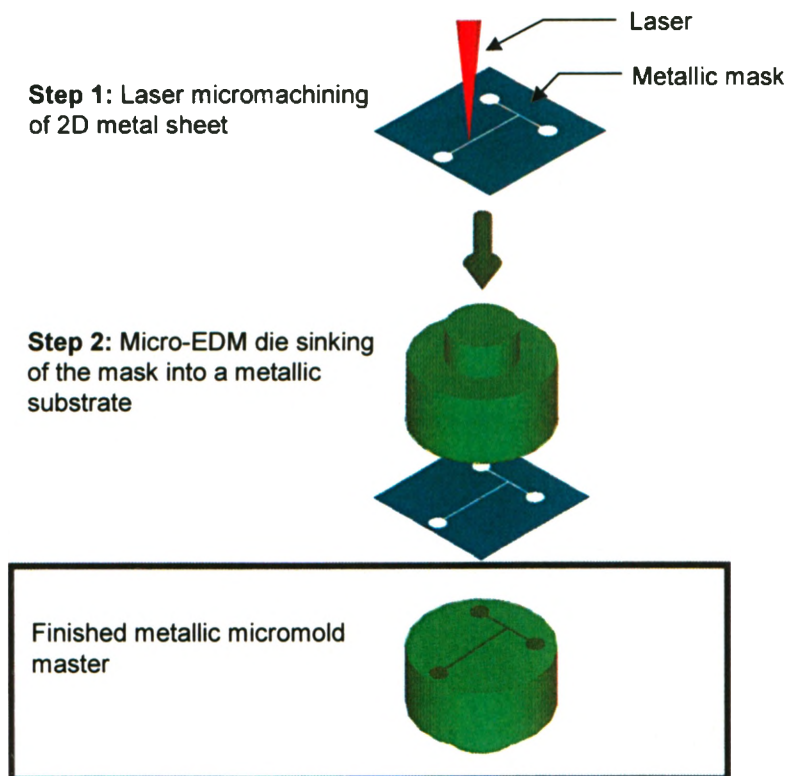 Laser
Metallic mask
Step 1: Laser micromachining
of 2D metal sheet
Step 2: Micro-EDM die sinking
of the mask into a metallic
substrate
Finished metallic micromold
master